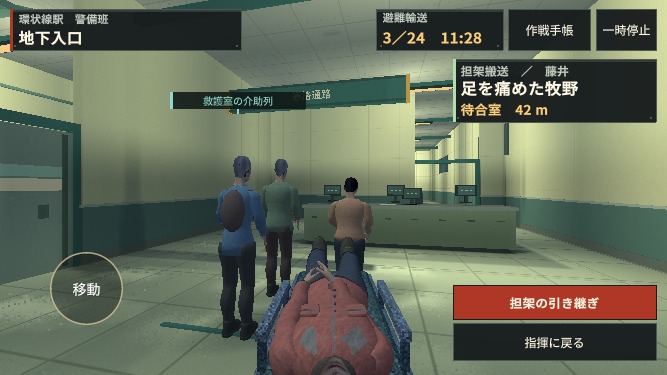 環状線駅　警備班
地下入口
避難輸送
3／24　11:28
作戦手帳
一時停止
担架搬送　／　藤井
足を痛めた牧野
待合室　42 m
救護室の介助列
通路
移動
担架の引き継ぎ
指揮に戻る